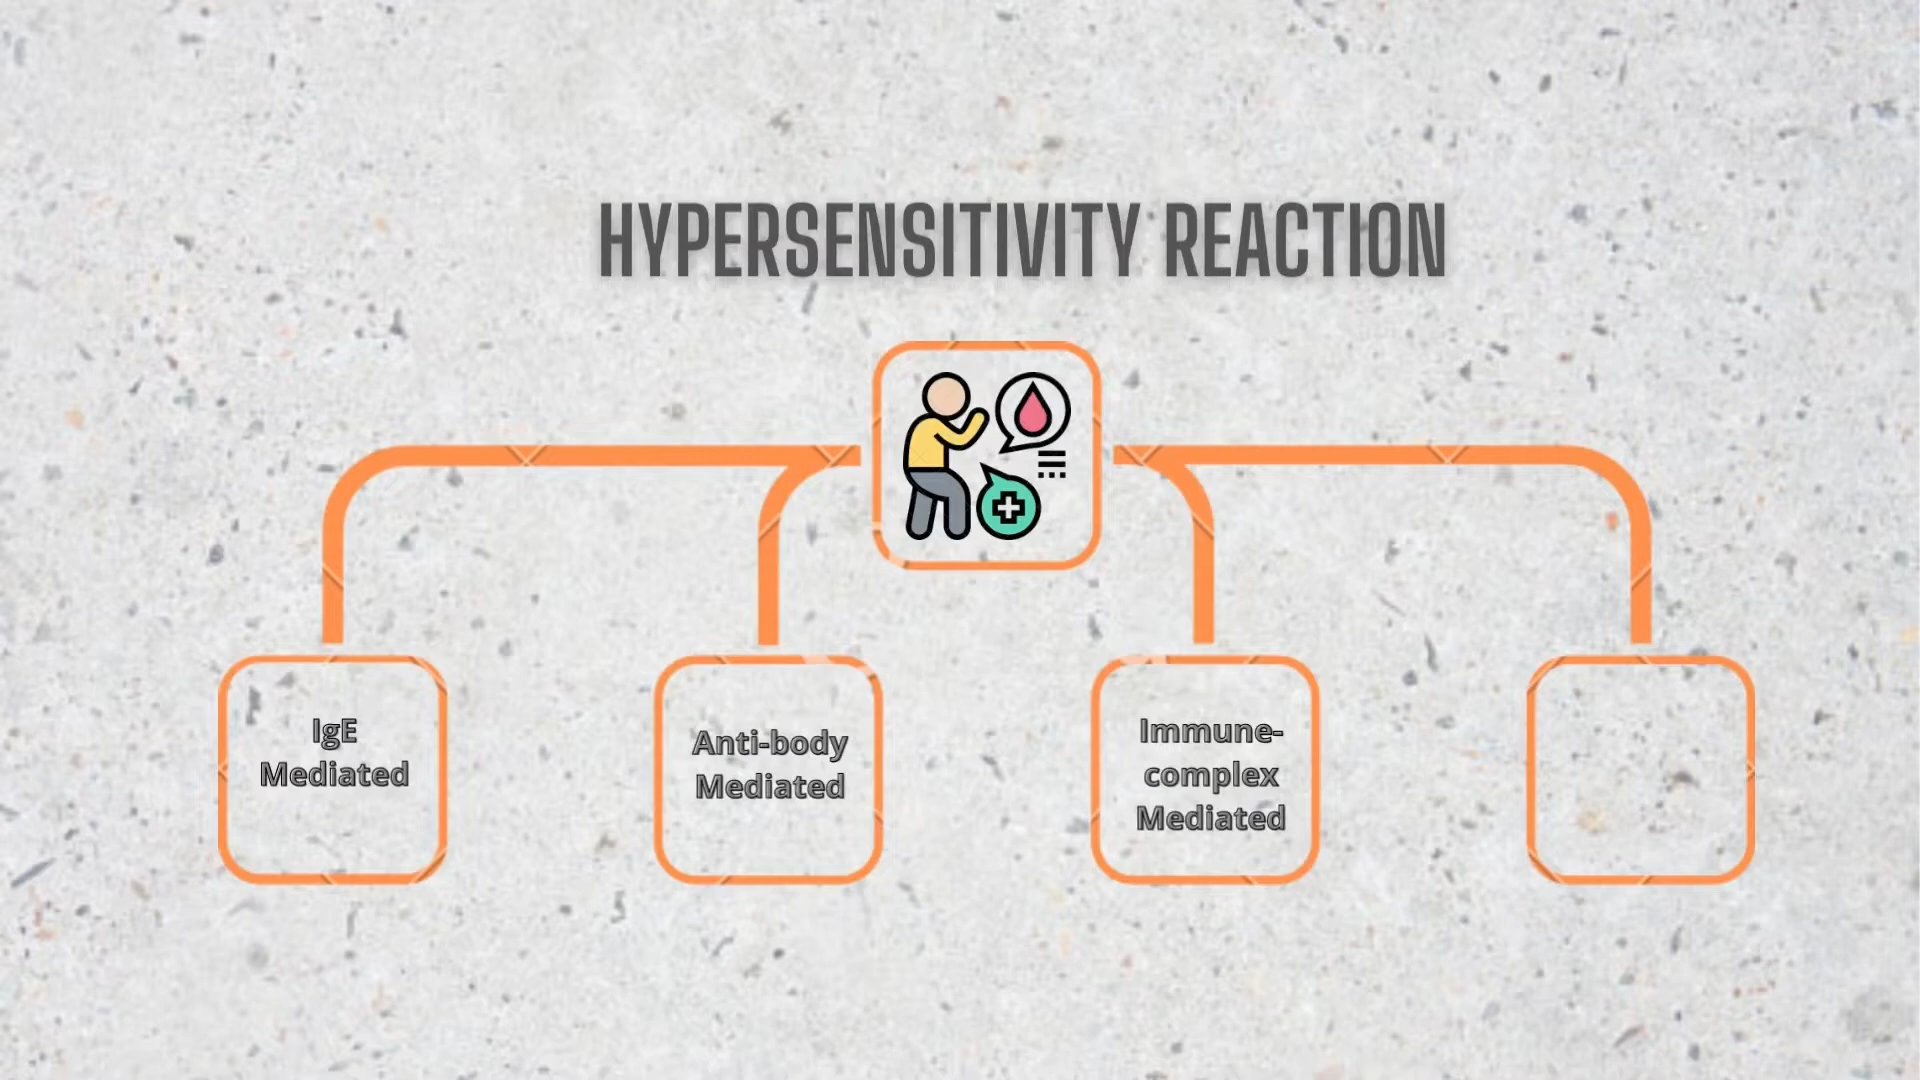 HYPERSENSITIVITY REACTION
IgE
Mediated
Anti-body
Mediated
Immune-
complex
Mediated